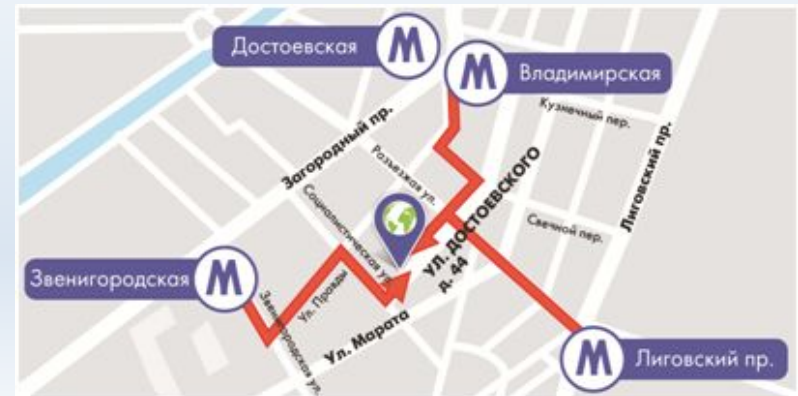 Достоевская
М
М
Владимирская
Кузнечный пер.
Загородный пр.
Разъезжая ул.
Лиговский пр.
Социалистическая ул.
УЛ. ДОСТОЕВСКОГО
д. 44
Свечной пер.
Звенигородская
М
Ул. Правды
Звенигородская ул.
Ул. Марата
М
Лиговский пр.